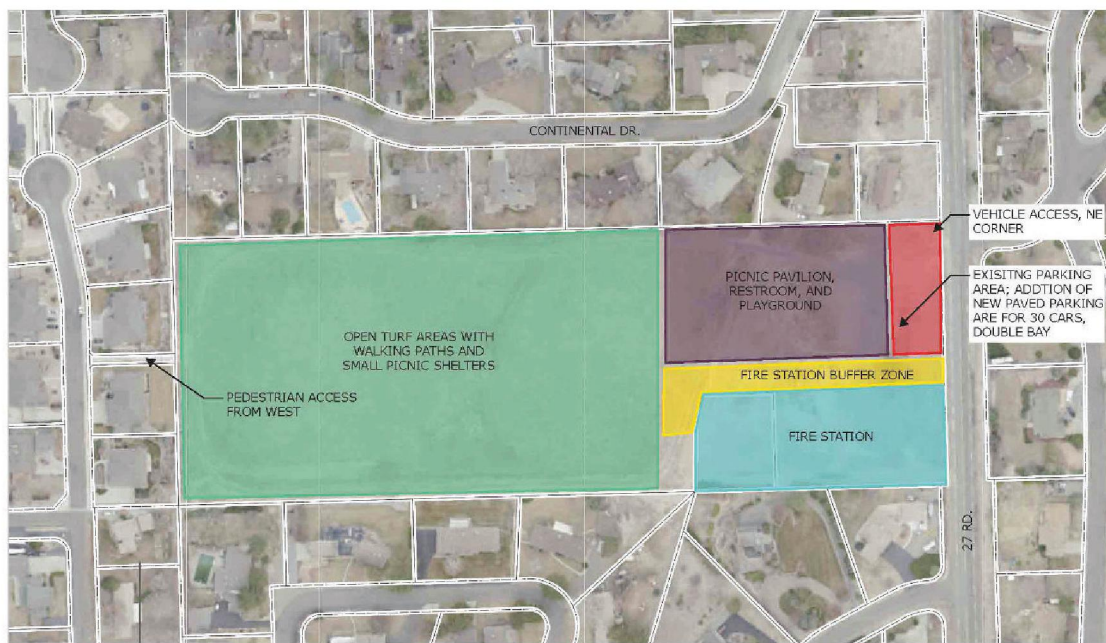 CONTINENTAL DR.
VEHICLE ACCESS, NE
CORNER
PICNIC PAVILION,
RESTROOM, AND
PLAYGROUND
EXISITNG PARKING
AREA; ADDTION OF
NEW PAVED PARKING
ARE FOR 30 CARS,
DOUBLE BAY
OPEN TURF AREAS WITH
WALKING PATHS AND
SMALL PICNIC SHELTERS
FIRE STATION BUFFER ZONE
PEDESTRIAN ACCESS
FROM WEST
FIRE STATION
27 RD.